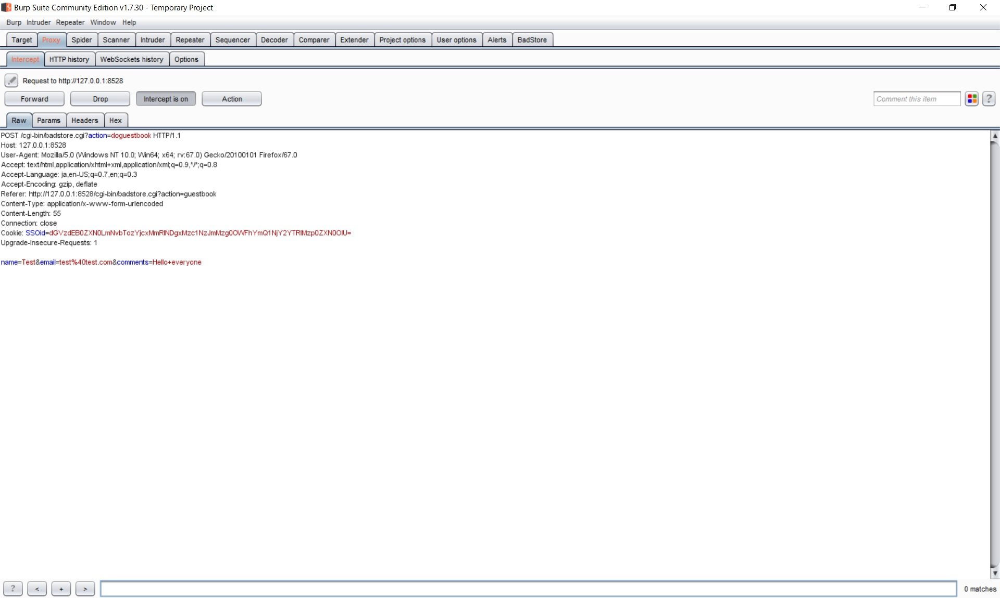 Burp Suite Community Edition v1.7.30 - Temporary Project
Burp Intruder Repeater Window Help
Target Proxy Spider Scanner Intruder Repeater Sequencer Decoder Comparer Extender Project options User options Alerts BadStore
Intercept HTTP history WebSockets history Options
Request to http://127.0.0.1:8528
Forward Drop Intercept is on Action Comment this item ?
Raw Params Headers Hex
POST /cgi-bin/badstore.cgi?action=doguestbook HTTP/1.1
Host: 127.0.0.1:8528
User-Agent: Mozilla/5.0 (Windows NT 10.0; Win64; x64; rv:67.0) Gecko/20100101 Firefox/67.0
Accept: text/html,application/xhtml+xml,application/xml;q=0.9,*/*;q=0.8
Accept-Language: ja,en-US;q=0.7,en;q=0.3
Accept-Encoding: gzip, deflate
Referer: http://127.0.0.1:8528/cgi-bin/badstore.cgi?action=guestbook
Content-Type: application/x-www-form-urlencoded
Content-Length: 55
Connection: close
Cookie: SSOid=dGVzdEB0ZXN0LmNvbTozYjcxMmRlNDgxMzc1NzJmMzg0OWFhYmQ1NjY2YTRlMzp0ZXN0OlU=
Upgrade-Insecure-Requests: 1
name=Test&email=test%40test.com&comments=Hello+everyone
? < + > 0 matches